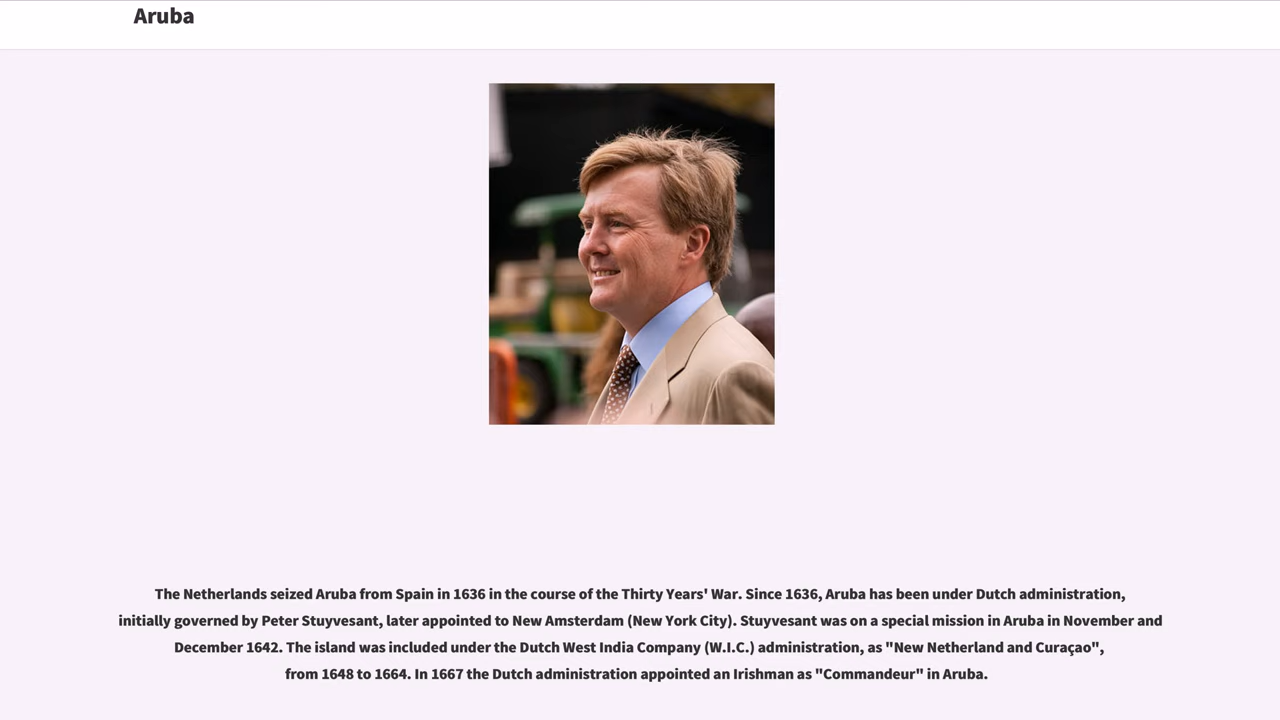 Aruba
The Netherlands seized Aruba from Spain in 1636 in the course of the Thirty Years' War. Since 1636, Aruba has been under Dutch administration,
initially governed by Peter Stuyvesant, later appointed to New Amsterdam (New York City). Stuyvesant was on a special mission in Aruba in November and
December 1642. The island was included under the Dutch West India Company (W.I.C.) administration, as "New Netherland and Curaçao",
from 1648 to 1664. In 1667 the Dutch administration appointed an Irishman as "Commandeur" in Aruba.